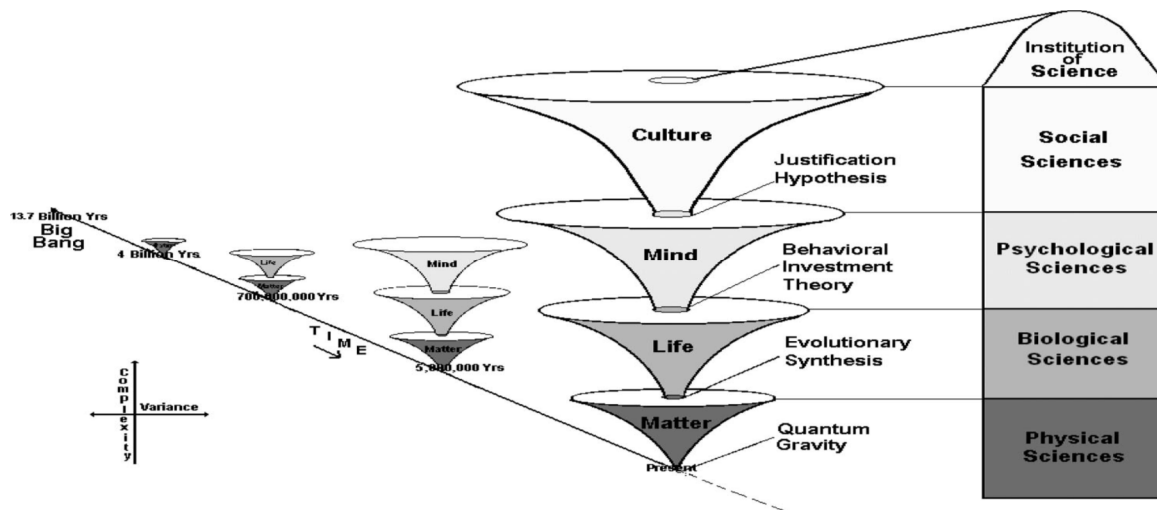 Institution
of
Science
Culture
Social
Sciences
Justification
Hypothesis
13.7 Billion Yrs
Big
Bang
4 Billion Yrs
Life
Matter
700,000,000 Yrs
Mind
Life
Matter
5,000,000 Yrs
TIME
Mind
Behavioral
Investment
Theory
Psychological
Sciences
Life
Evolutionary
Synthesis
Biological
Sciences
Matter
Quantum
Gravity
Present
Physical
Sciences
Complexity
Variance